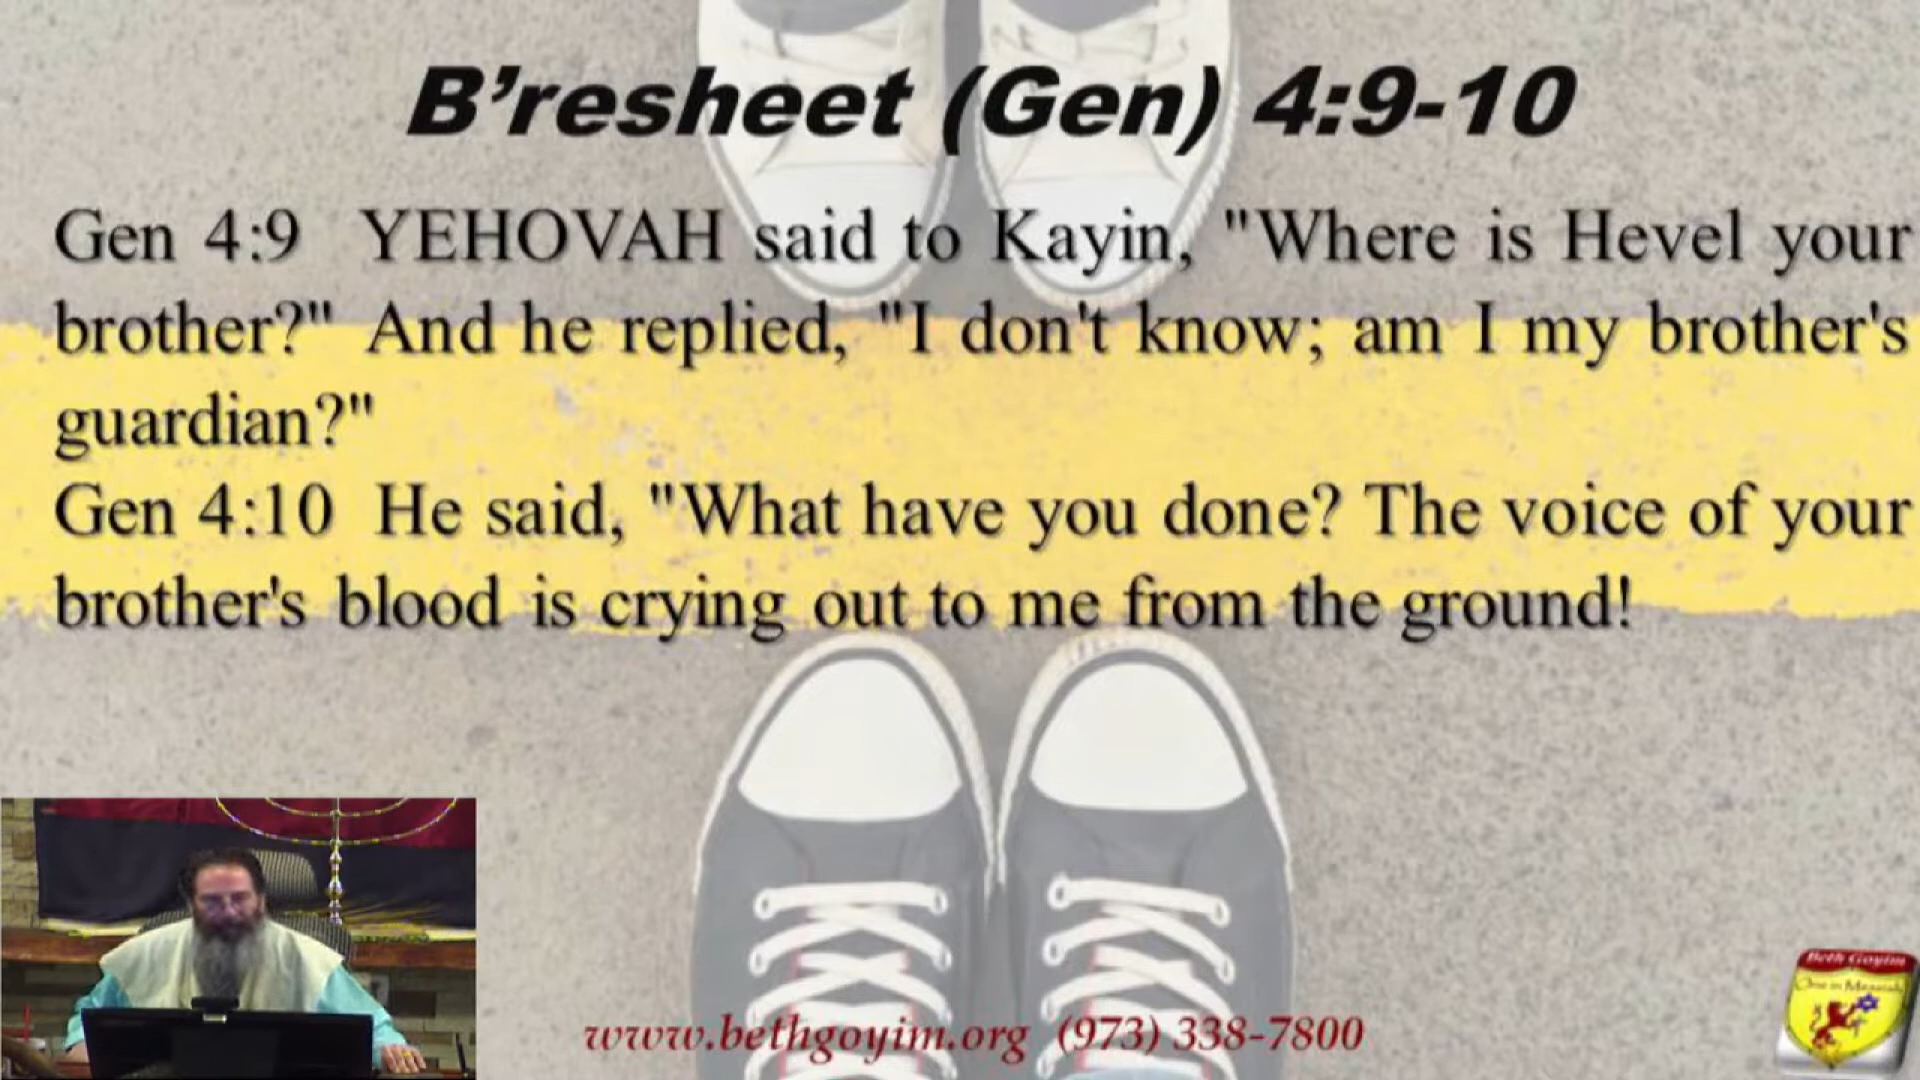 B’resheet (Gen) 4:9-10
Gen 4:9 YEHOVAH said to Kayin, "Where is Hevel your
brother?" And he replied, "I don't know; am I my brother's
guardian?"
Gen 4:10 He said, "What have you done? The voice of your
brother's blood is crying out to me from the ground!
www.bethgoyim.org (973) 338-7800
Beth Goyim
One in Messiah